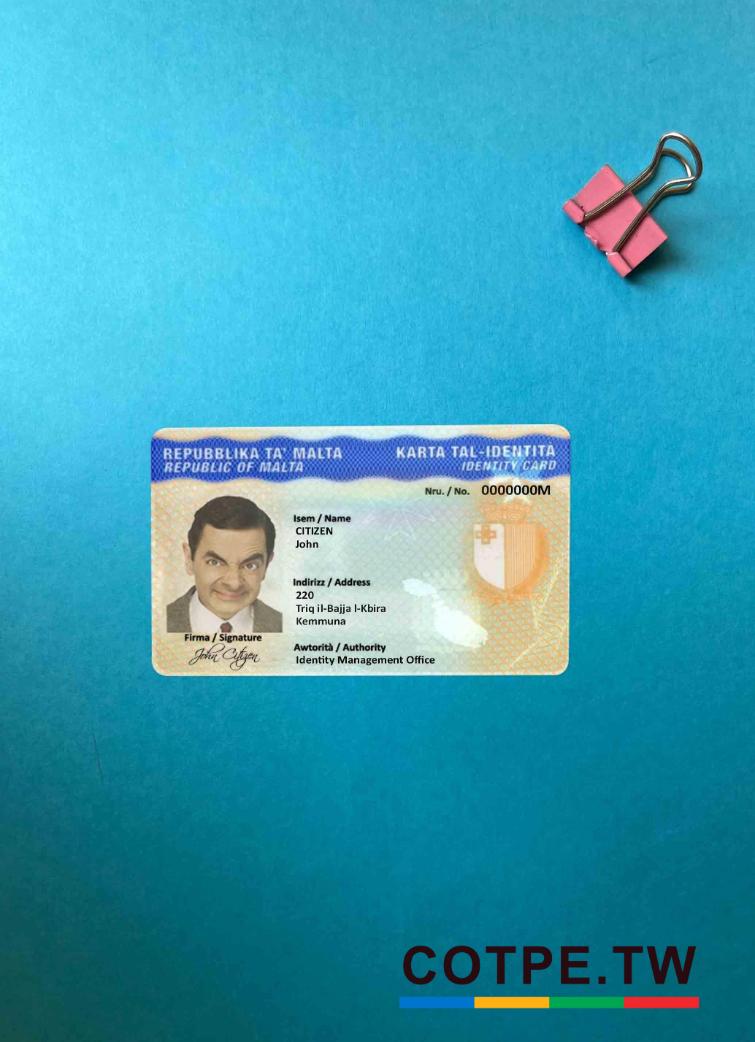 REPUBBLIKA TA' MALTA
REPUBLIC OF MALTA
KARTA TAL-IDENTITÀ
IDENTITY CARD
Nru. / No. 0000000M
Isem / Name
CITIZEN
John
Indirizz / Address
220
Triq il-Bajja l-Kbira
Kemmuna
Firma / Signature
John Citizen
Awtorità / Authority
Identity Management Office
COTPE.TW